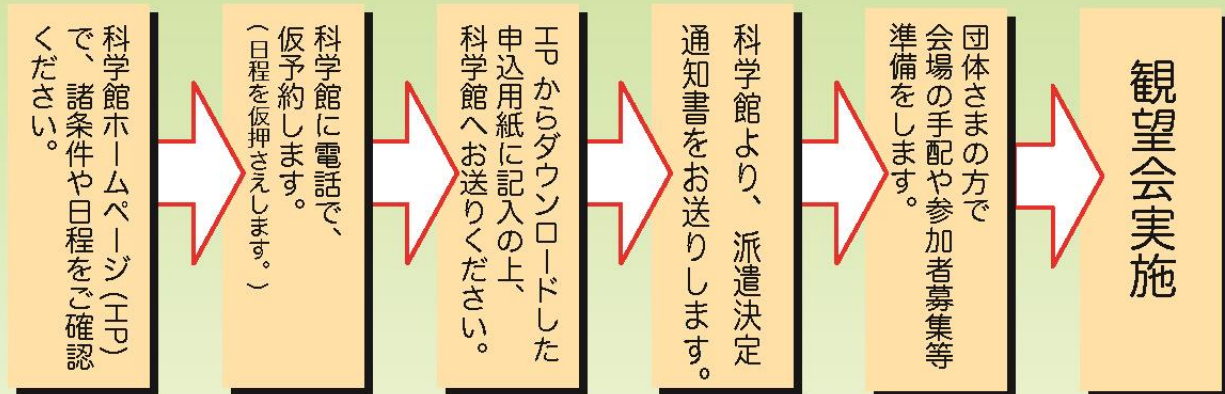 科学館ホームページ(HP)
で、諸条件や日程をご確認
ください。
科学館に電話で、
仮予約します。
(日程を仮押さえします。)
HPからダウンロードした
申込用紙に記入の上、
科学館へお送りください。
科学館より、派遣決定
通知書をお送りします。
団体さまの方で
会場の手配や参加者募集等
準備をします。
観望会実施